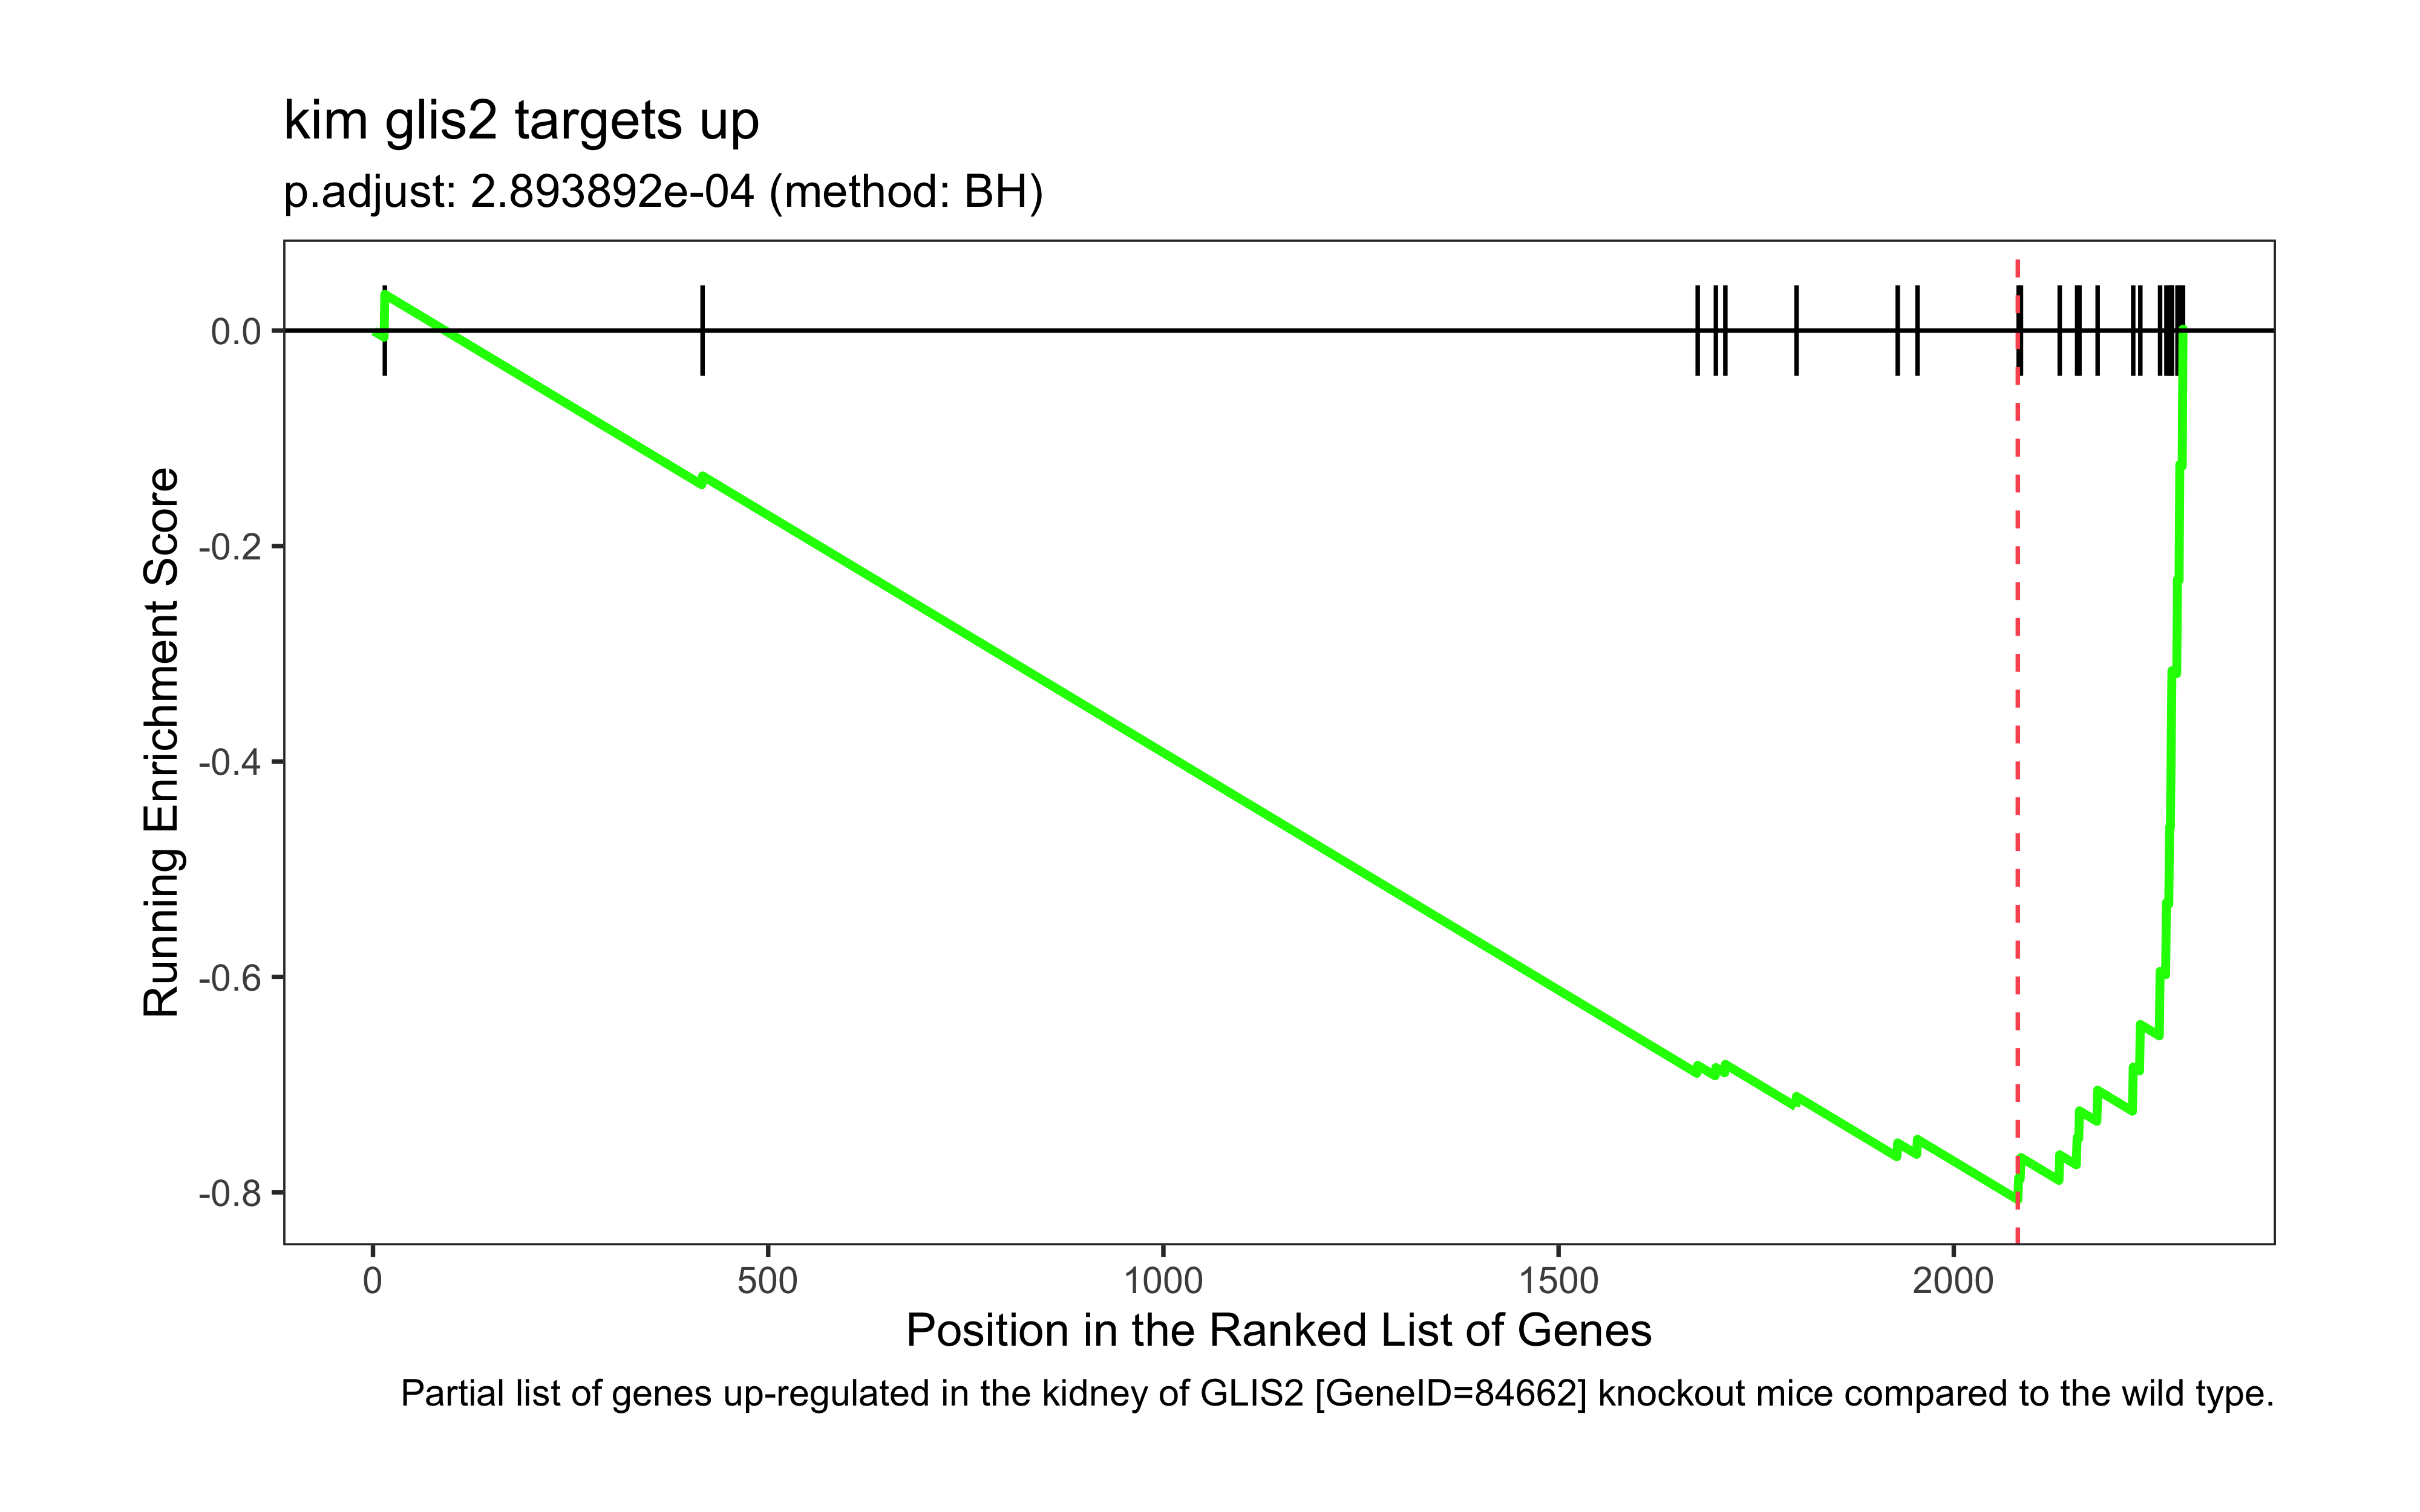 kim glis2 targets up
p.adjust: 2.893892e-04 (method: BH)
Running Enrichment Score
0.0
-0.2
-0.4
-0.6
-0.8
0 500 1000 1500 2000
Position in the Ranked List of Genes
Partial list of genes up-regulated in the kidney of GLIS2 [GeneID=84662] knockout mice compared to the wild type.